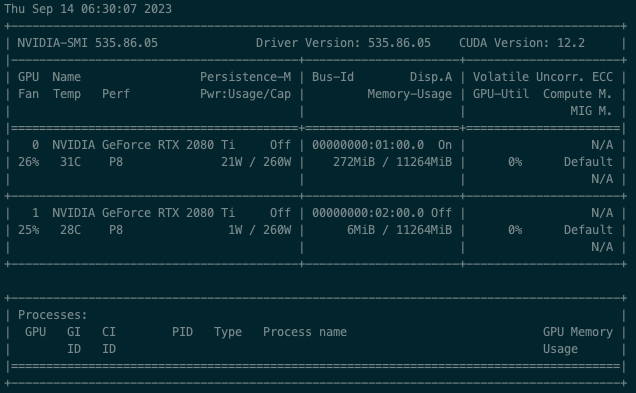 Thu Sep 14 06:30:07 2023
+---------------------------------------------------------------------------------------+
| NVIDIA-SMI 535.86.05              Driver Version: 535.86.05    CUDA Version: 12.2     |
|-----------------------------------------+----------------------+----------------------+
| GPU  Name                 Persistence-M | Bus-Id        Disp.A | Volatile Uncorr. ECC |
| Fan  Temp   Perf          Pwr:Usage/Cap |         Memory-Usage | GPU-Util  Compute M. |
|                                         |                      |               MIG M. |
|=========================================+======================+======================|
|   0  NVIDIA GeForce RTX 2080 Ti     Off | 00000000:01:00.0  On |                  N/A |
| 26%   31C    P8              21W / 260W |    272MiB / 11264MiB |      0%      Default |
|                                         |                      |                  N/A |
+-----------------------------------------+----------------------+----------------------+
|   1  NVIDIA GeForce RTX 2080 Ti     Off | 00000000:02:00.0 Off |                  N/A |
| 25%   28C    P8               1W / 260W |      6MiB / 11264MiB |      0%      Default |
|                                         |                      |                  N/A |
+-----------------------------------------+----------------------+----------------------+

+---------------------------------------------------------------------------------------+
| Processes:                                                                            |
|  GPU   GI   CI        PID   Type   Process name                            GPU Memory |
|        ID   ID                                                             Usage      |
|=======================================================================================|
+---------------------------------------------------------------------------------------+